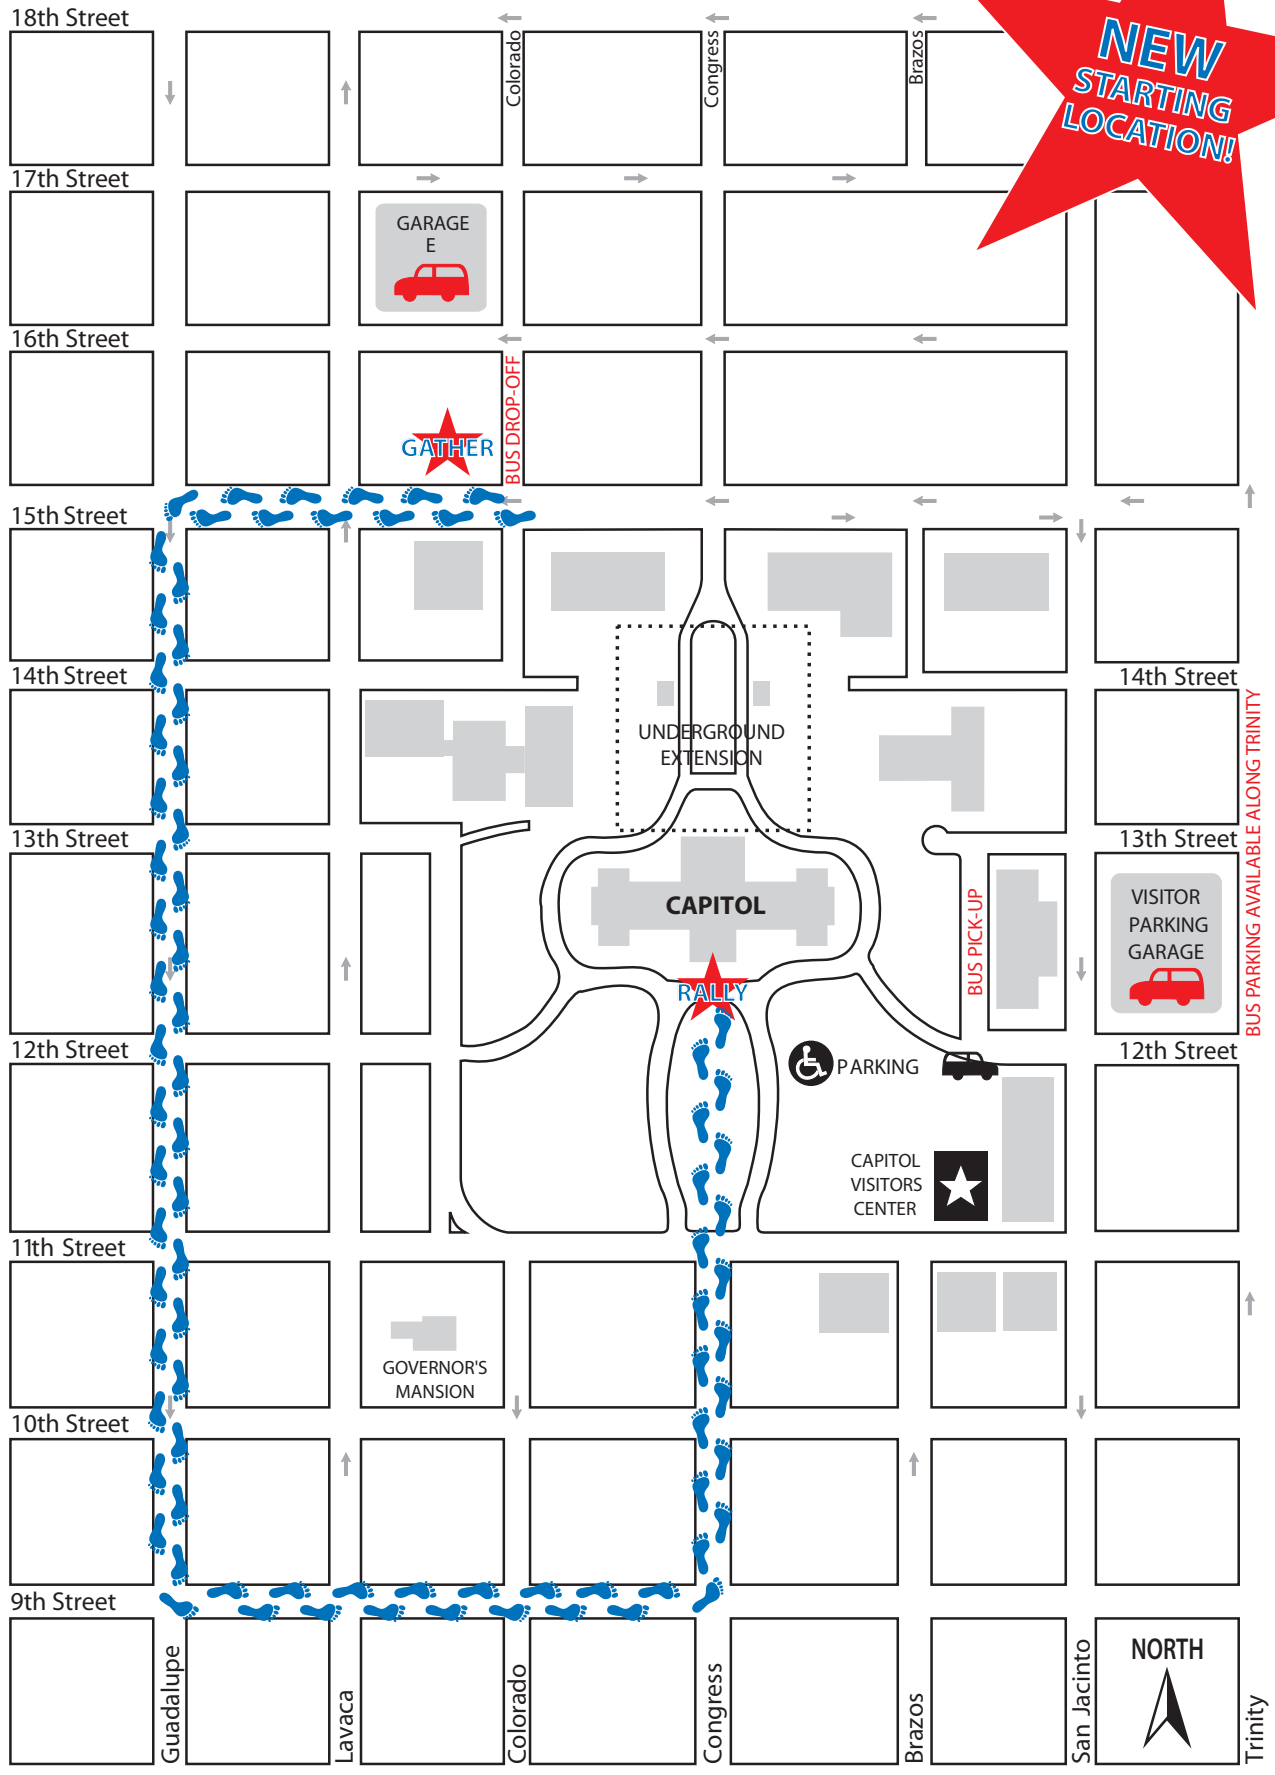 18th Street
Colorado
Congress
Brazos
NEW
STARTING
LOCATION!
17th Street
GARAGE
E
16th Street
BUS DROP-OFF
GATHER
15th Street
14th Street
14th Street
UNDERGROUND
EXTENSION
BUS PARKING AVAILABLE ALONG TRINITY
13th Street
13th Street
CAPITOL
BUS PICK-UP
VISITOR
PARKING
GARAGE
RALLY
12th Street
12th Street
PARKING
CAPITOL
VISITORS
CENTER
11th Street
GOVERNOR'S
MANSION
10th Street
9th Street
NORTH
Guadalupe
Lavaca
Colorado
Congress
Brazos
San Jacinto
Trinity